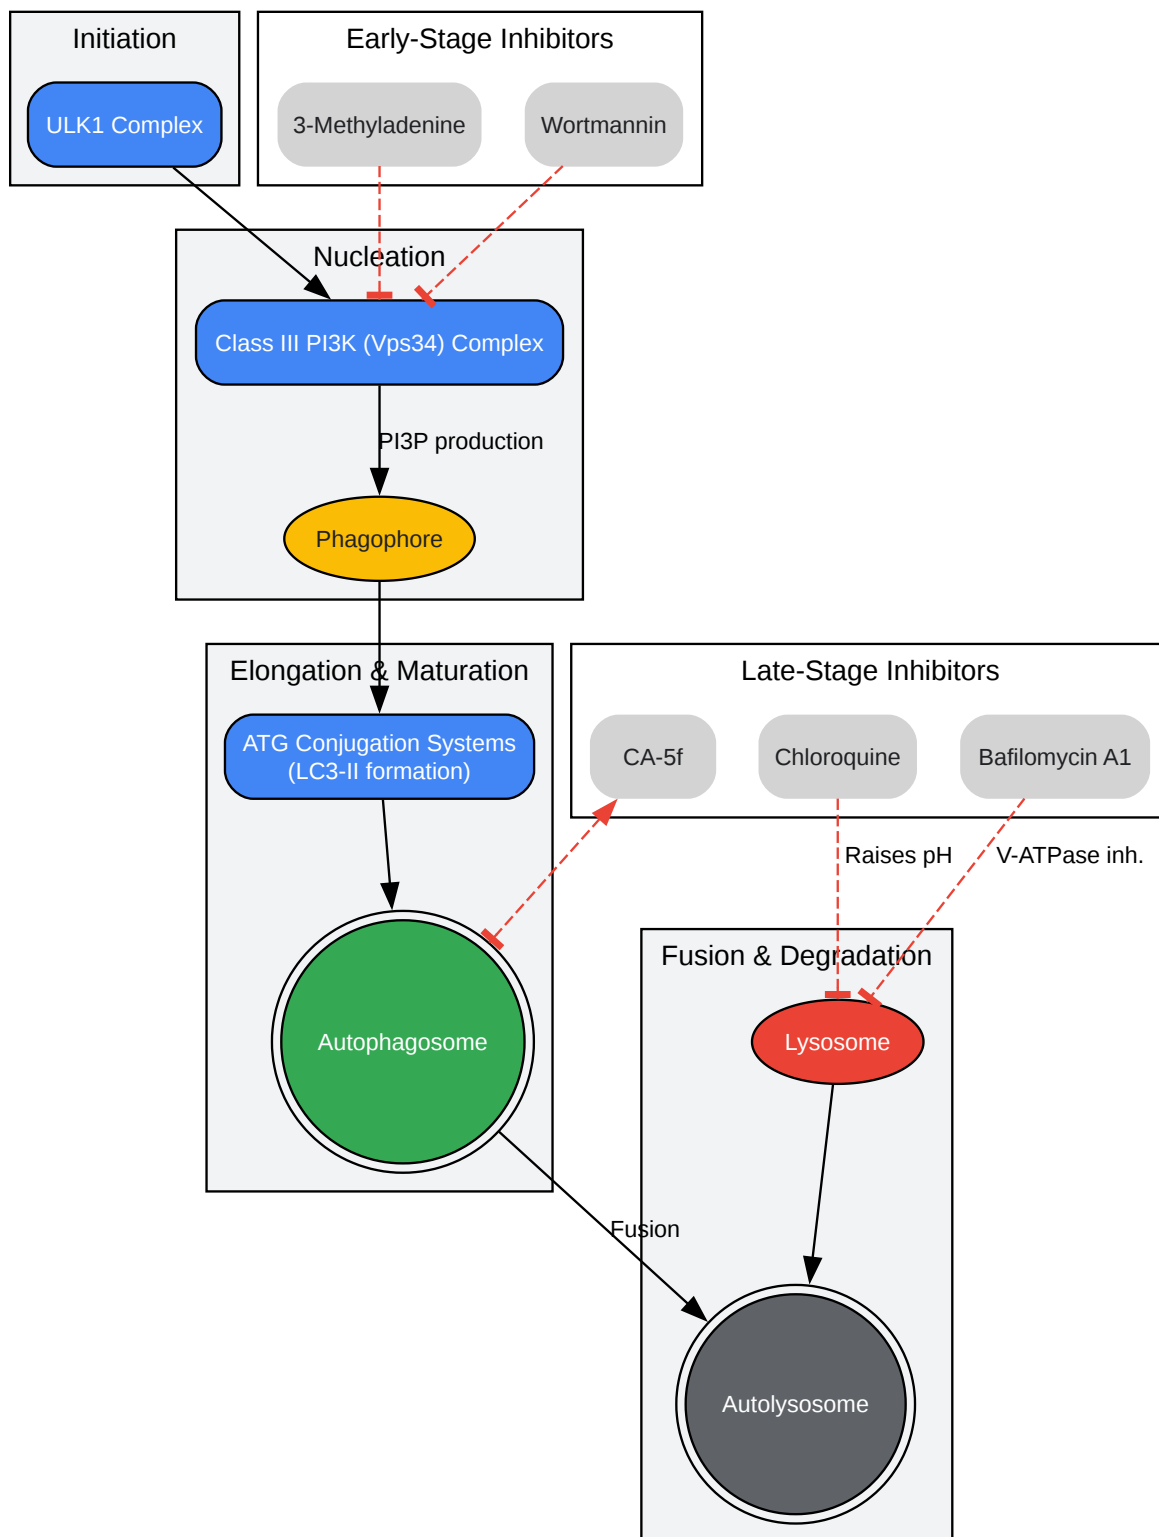 Initiation
ULK1 Complex
Early-Stage Inhibitors
3-Methyladenine
Wortmannin
Nucleation
Class III PI3K (Vps34) Complex
PI3P production
Phagophore
Elongation & Maturation
ATG Conjugation Systems
(LC3-II formation)
Autophagosome
Late-Stage Inhibitors
CA-5f
Chloroquine
Bafilomycin A1
Raises pH
V-ATPase inh.
Fusion & Degradation
Lysosome
Fusion
Autolysosome